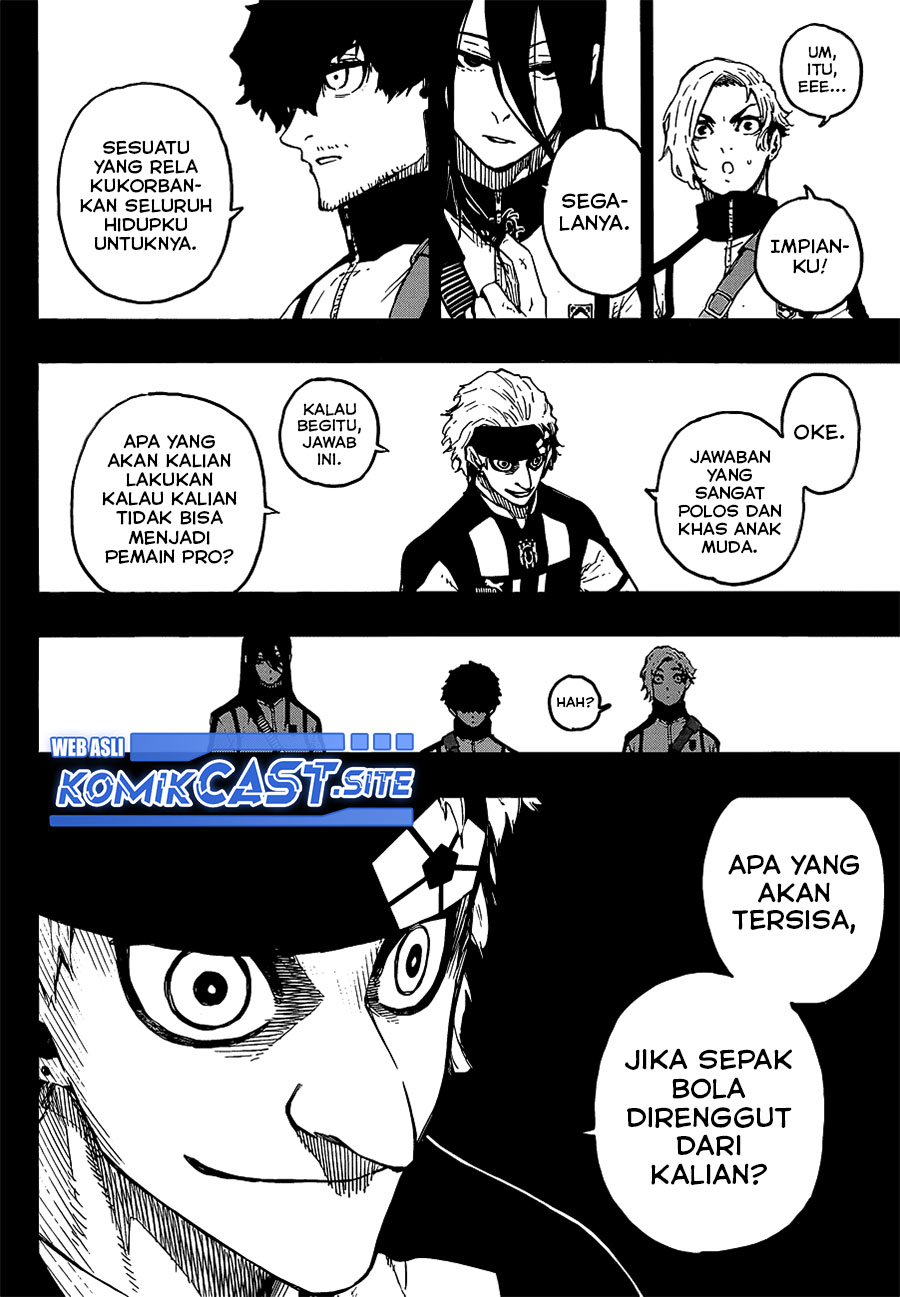 UM,
ITU,
EEE...
IMPIAN-
KU!
SEGA-
LANYA.
SESUATU
YANG RELA
KUKORBAN-
KAN SELURUH
HIDUPKU
UNTUKNYA.
OKE.
JAWABAN
YANG
SANGAT
POLOS DAN
KHAS ANAK
MUDA.
KALAU
BEGITU,
JAWAB
INI.
APA YANG
AKAN KALIAN
LAKUKAN
KALAU KALIAN
TIDAK BISA
MENJADI
PEMAIN PRO?
HAH?
WEB ASLI
KOMIKCAST.SITE
APA YANG
AKAN
TERSISA,
JIKA SEPAK
BOLA
DIRENGGUT
DARI
KALIAN?